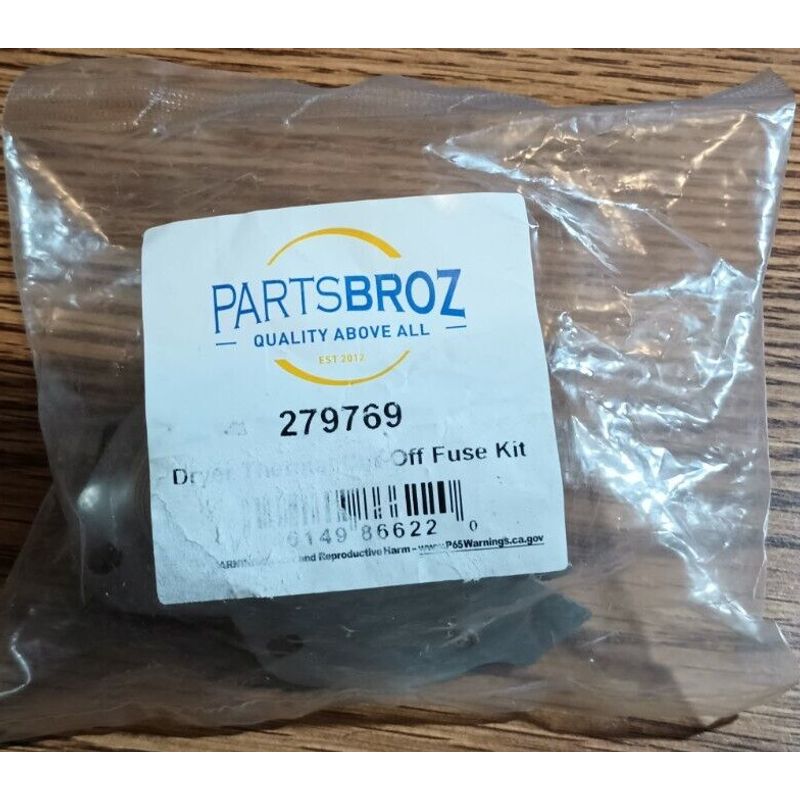 PARTSBROZ
QUALITY ABOVE ALL
EST 2012
279769
Dryer Off Fuse Kit
6149 86622 0
and Reproductive Harm - www.P65Warnings.ca.gov